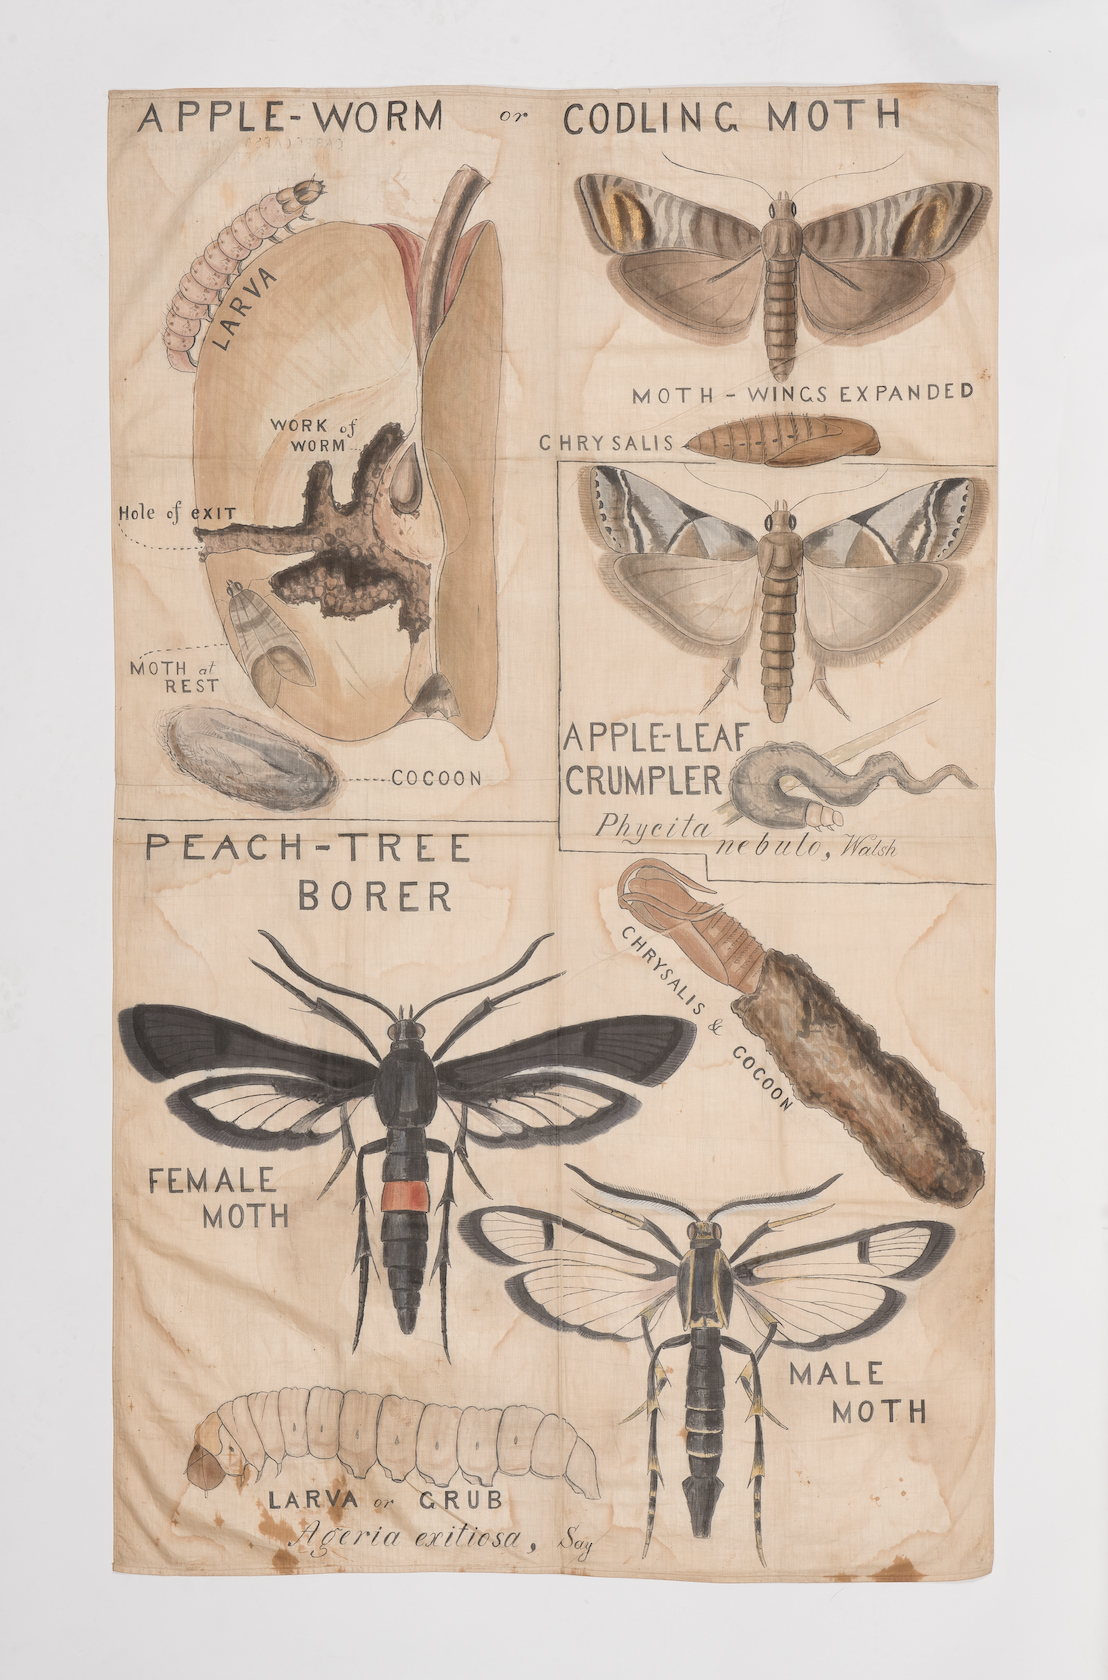 APPLE-WORM or CODLING MOTH
LARVA
WORK of
WORM
Hole of EXIT
MOTH at
REST
COCOON
MOTH - WINGS EXPANDED
CHRYSALIS
APPLE-LEAF
CRUMPLER
Phycita
nebulo, Walsh
PEACH-TREE
BORER
CHRYSALIS & COCOON
FEMALE
MOTH
MALE
MOTH
LARVA or GRUB
Ageria exitiosa, Say